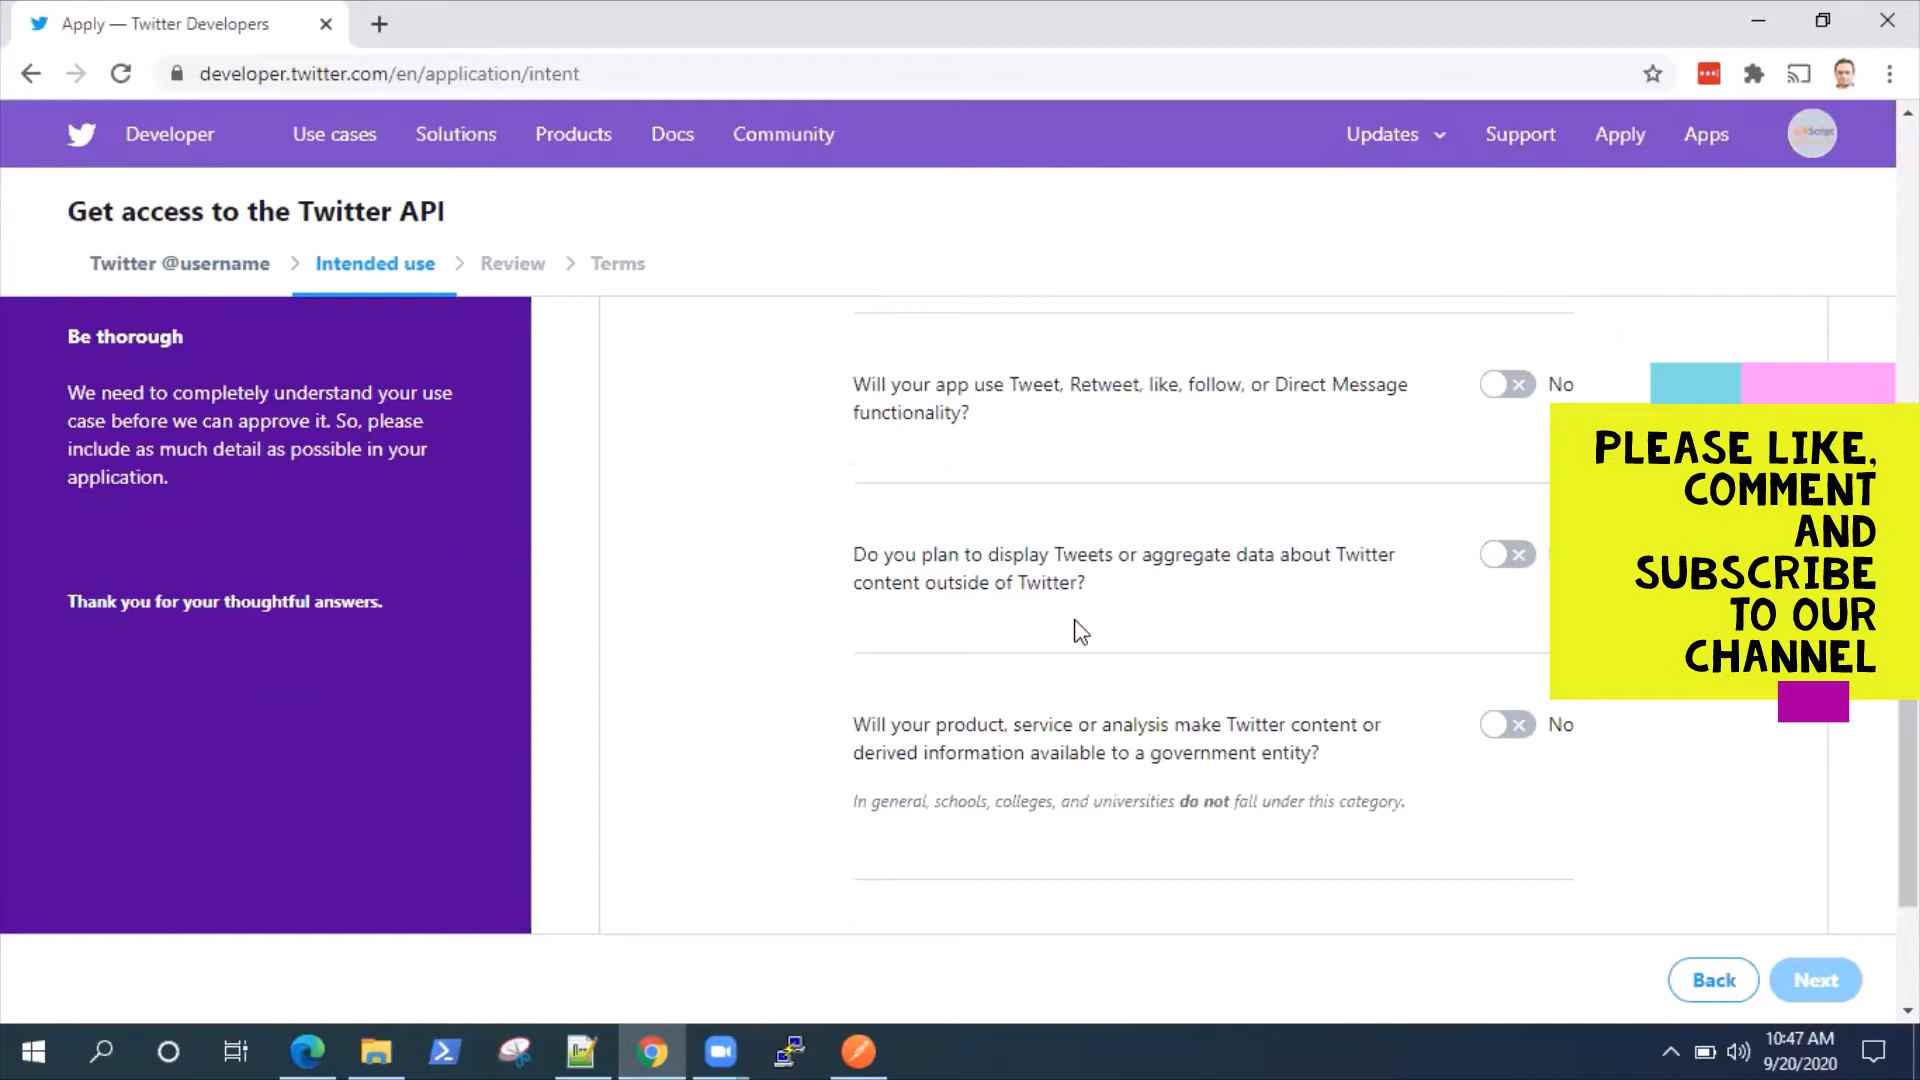 Apply — Twitter Developers
developer.twitter.com/en/application/intent
Developer
Use cases
Solutions
Products
Docs
Community
Updates
Support
Apply
Apps
Get access to the Twitter API
Twitter @username
Intended use
Review
Terms
Be thorough
We need to completely understand your use
case before we can approve it. So, please
include as much detail as possible in your
application.
Thank you for your thoughtful answers.
Will your app use Tweet, Retweet, like, follow, or Direct Message
functionality?
No
Do you plan to display Tweets or aggregate data about Twitter
content outside of Twitter?
Will your product, service or analysis make Twitter content or
derived information available to a government entity?
No
In general, schools, colleges, and universities do not fall under this category.
PLEASE LIKE,
COMMENT
AND
SUBSCRIBE
TO OUR
CHANNEL
Back
Next
10:47 AM
9/20/2020